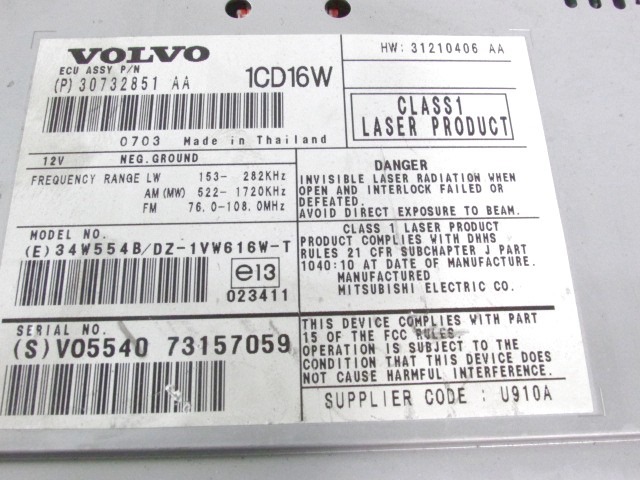 VOLVO
ECU ASSY P/N
(P) 30732851 AA
1CD16W
0703 Made in Thailand
12V NEG.GROUND
FREQUENCY RANGE LW 153- 282KHz
AM(MW) 522-1720KHz
FM 76.0-108.0MHz
MODEL NO.
(E)34W554B/DZ-1VW616W-T
e13
023411
SERIAL NO.
(S)VO5540 73157059
HW: 31210406 AA
CLASS1
LASER PRODUCT
DANGER
INVISIBLE LASER RADIATION WHEN
OPEN AND INTERLOCK FAILED OR
DEFEATED.
AVOID DIRECT EXPOSURE TO BEAM.
CLASS 1 LASER PRODUCT
PRODUCT COMPLIES WITH DHHS
RULES 21 CFR SUBCHAPTER J PART
1040:10 AT DATE OF MANUFACTURE.
MANUFACTURED
MITSUBISHI ELECTRIC CO.
THIS DEVICE COMPLIES WITH PART
15 OF THE FCC RULES
OPERATION IS SUBJECT TO THE
CONDITION THAT THIS DEVICE DOES
NOT CAUSE HARMFUL INTERFERENCE.
SUPPLIER CODE : U910A